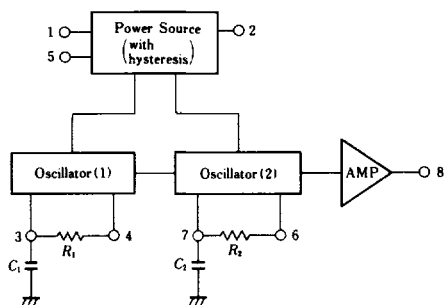 1
Power Source
2
5
(with
hysteresis)
Oscillator (1)
Oscillator (2)
AMP
8
3
R₁
4
7
R₂
6
C₁
C₂